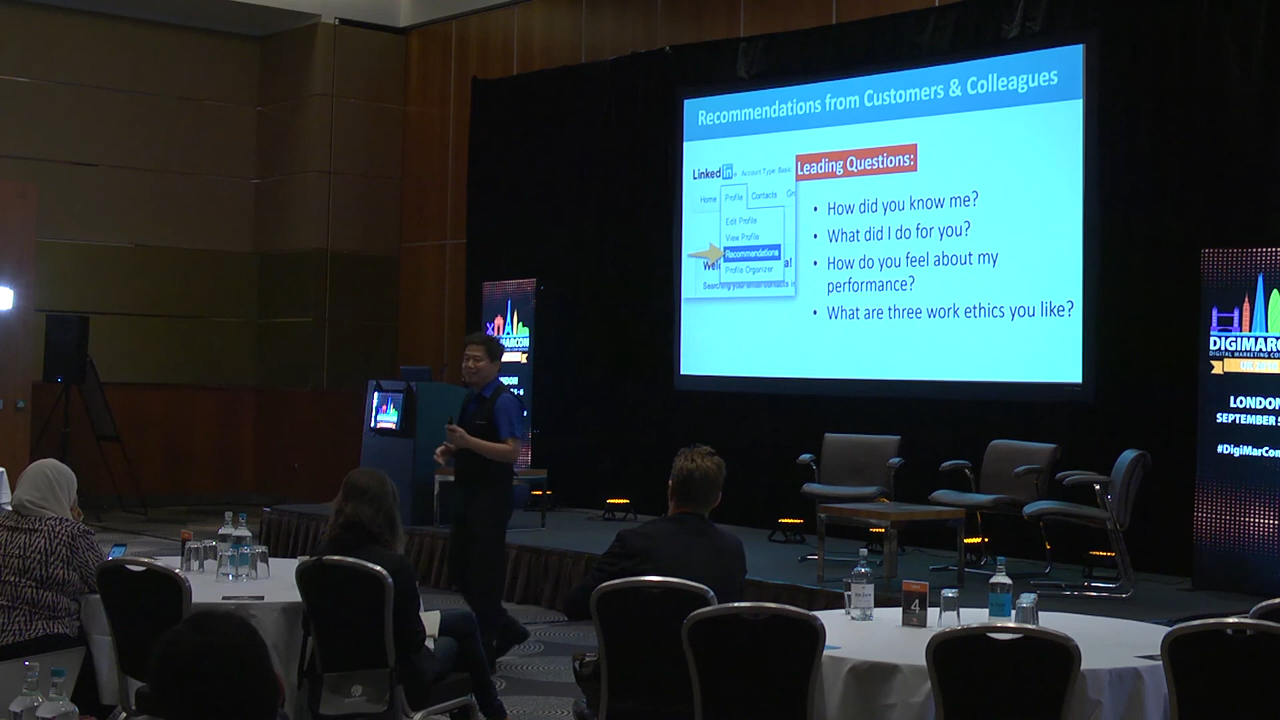 Recommendations from Customers & Colleagues
Linked in
Account Type: Basic
Home Profile Contacts
Edit Profile
View Profile
Recommendations
Profile Organizer
Leading Questions:
• How did you know me?
• What did I do for you?
• How do you feel about my
performance?
• What are three work ethics you like?
DIGIMARCO
DIGITAL MARKETING CO
LONDON
SEPTEMBER
#DigiMarCon
4